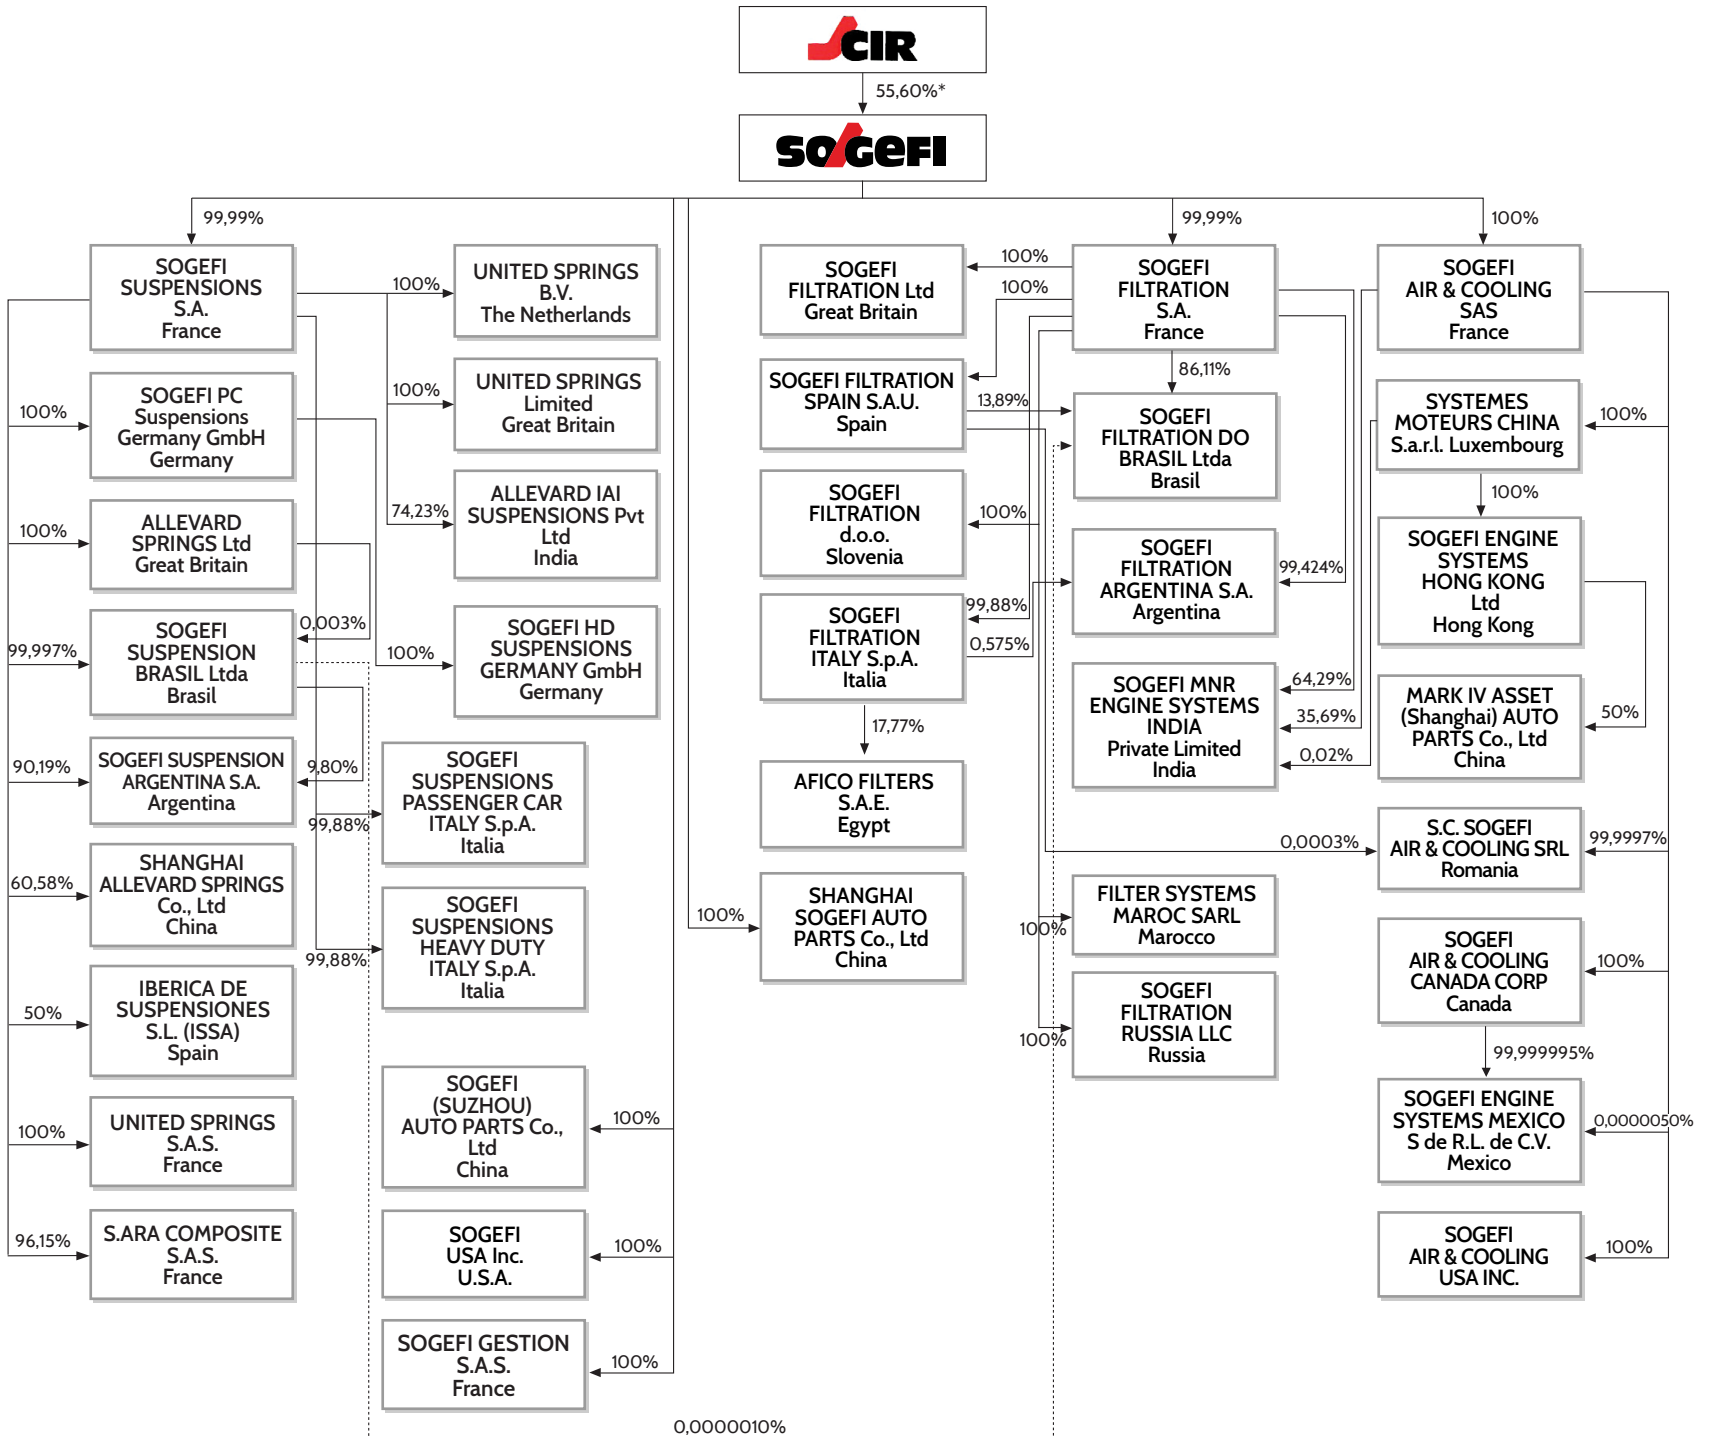 CIR
55,60%*
SOGEFI
99,99%
99,99%
100%
SOGEFI
SUSPENSIONS
S.A.
France
100%
UNITED SPRINGS
B.V.
The Netherlands
SOGEFI
FILTRATION Ltd
Great Britain
100%
100%
SOGEFI
FILTRATION
S.A.
France
SOGEFI
AIR & COOLING
SAS
France
100%
SOGEFI PC
Suspensions
Germany GmbH
Germany
100%
UNITED SPRINGS
Limited
Great Britain
SOGEFI FILTRATION
SPAIN S.A.U.
Spain
13,89%
86,11%
SOGEFI
FILTRATION DO
BRASIL Ltda
Brasil
SYSTEMES
MOTEURS CHINA
S.a.r.l. Luxembourg
100%
100%
100%
ALLEVARD
SPRINGS Ltd
Great Britain
74,23%
ALLEVARD IAI
SUSPENSIONS Pvt
Ltd
India
SOGEFI
FILTRATION
d.o.o.
Slovenia
100%
SOGEFI
FILTRATION
ARGENTINA S.A.
Argentina
99,424%
SOGEFI ENGINE
SYSTEMS
HONG KONG
Ltd
Hong Kong
99,997%
SOGEFI
SUSPENSION
BRASIL Ltda
Brasil
0,003%
100%
SOGEFI HD
SUSPENSIONS
GERMANY GmbH
Germany
SOGEFI
FILTRATION
ITALY S.p.A.
Italia
99,88%
0,575%
17,77%
SOGEFI MNR
ENGINE SYSTEMS
INDIA
Private Limited
India
64,29%
35,69%
0,02%
MARK IV ASSET
(Shanghai) AUTO
PARTS Co., Ltd
China
50%
90,19%
SOGEFI SUSPENSION
ARGENTINA S.A.
Argentina
9,80%
99,88%
SOGEFI
SUSPENSIONS
PASSENGER CAR
ITALY S.p.A.
Italia
AFICO FILTERS
S.A.E.
Egypt
0,0003%
S.C. SOGEFI
AIR & COOLING SRL
Romania
99,9997%
60,58%
SHANGHAI
ALLEVARD SPRINGS
Co., Ltd
China
99,88%
SOGEFI
SUSPENSIONS
HEAVY DUTY
ITALY S.p.A.
Italia
100%
SHANGHAI
SOGEFI AUTO
PARTS Co., Ltd
China
100%
FILTER SYSTEMS
MAROC SARL
Marocco
SOGEFI
AIR & COOLING
CANADA CORP
Canada
100%
99,999995%
50%
IBERICA DE
SUSPENSIONES
S.L. (ISSA)
Spain
100%
SOGEFI
FILTRATION
RUSSIA LLC
Russia
100%
UNITED SPRINGS
S.A.S.
France
SOGEFI
(SUZHOU)
AUTO PARTS Co.,
Ltd
China
100%
SOGEFI ENGINE
SYSTEMS MEXICO
S de R.L. de C.V.
Mexico
0,0000050%
96,15%
S.ARA COMPOSITE
S.A.S.
France
SOGEFI
USA Inc.
U.S.A.
100%
SOGEFI
AIR & COOLING
USA INC.
100%
SOGEFI GESTION
S.A.S.
France
100%
0,0000010%